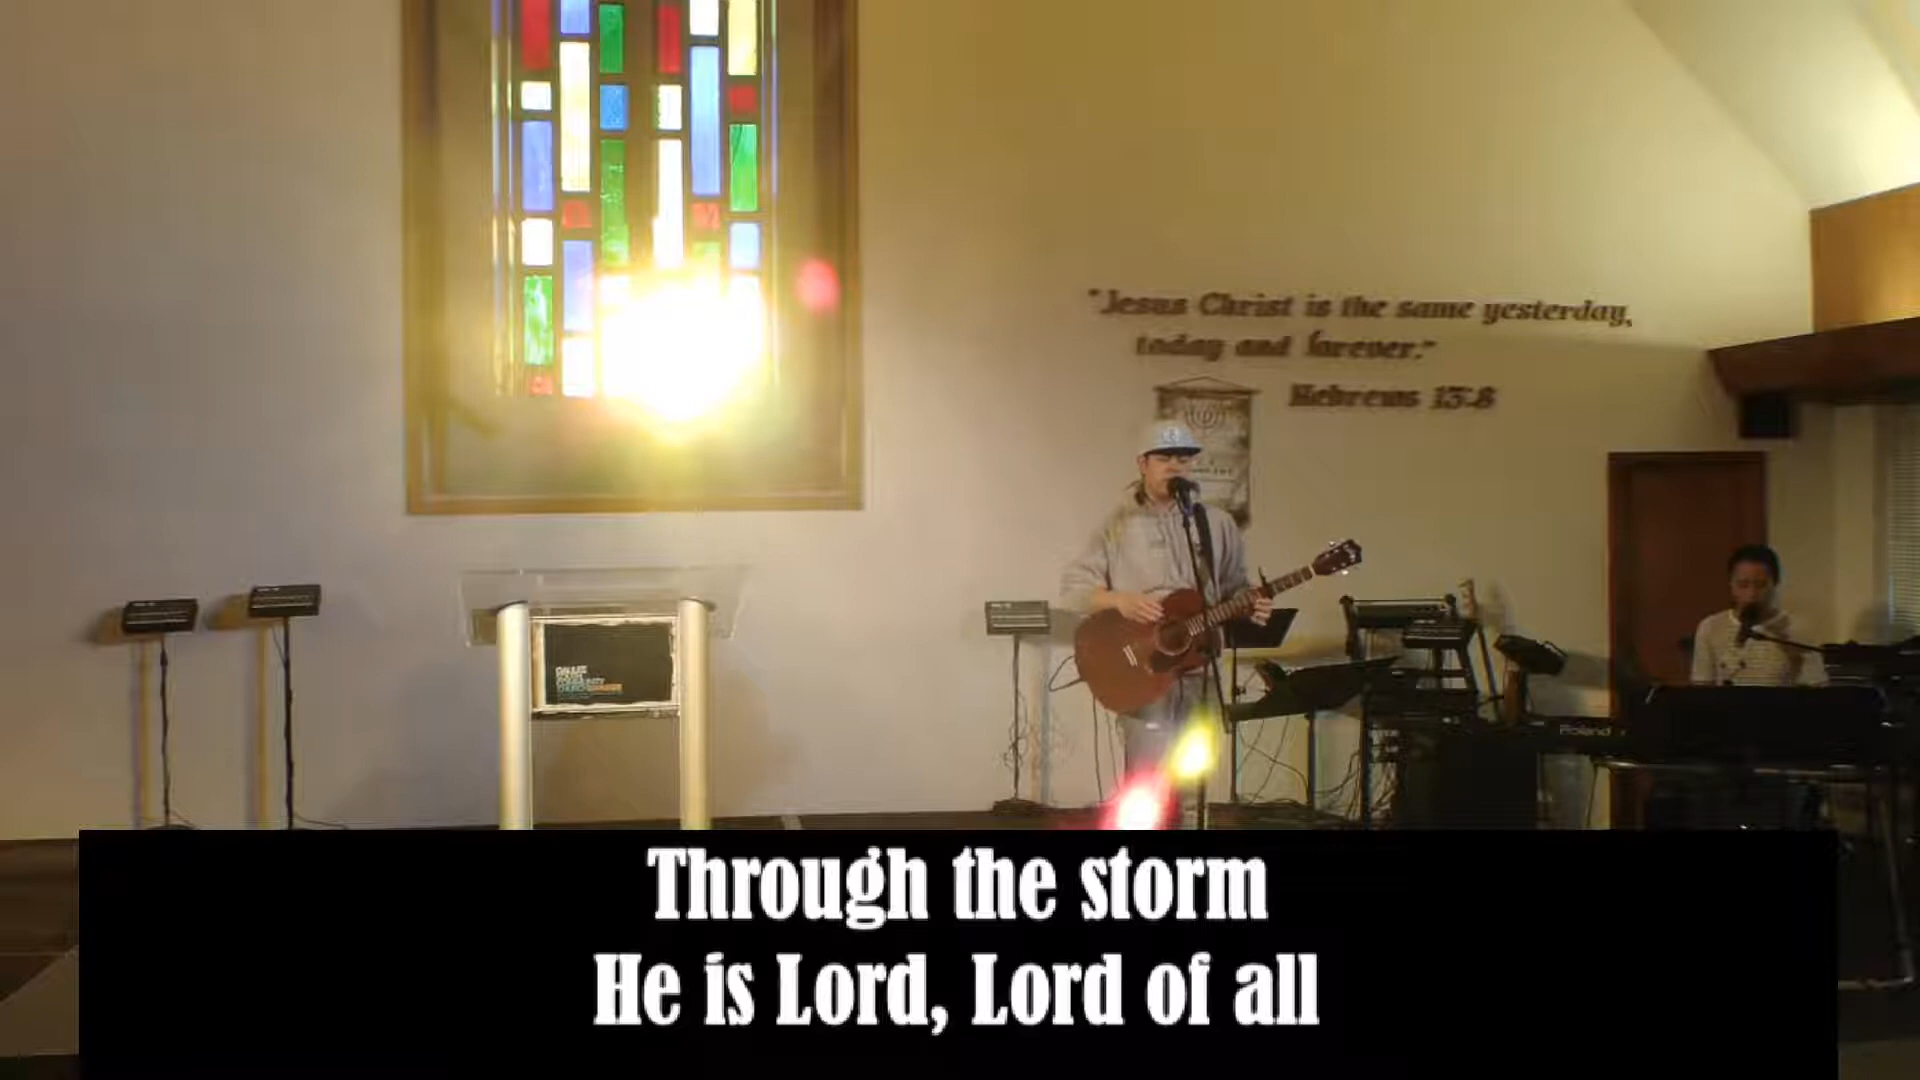 "Jesus Christ is the same yesterday,
today and forever."
Hebrews 13:8
Roland
Through the storm
He is Lord, Lord of all